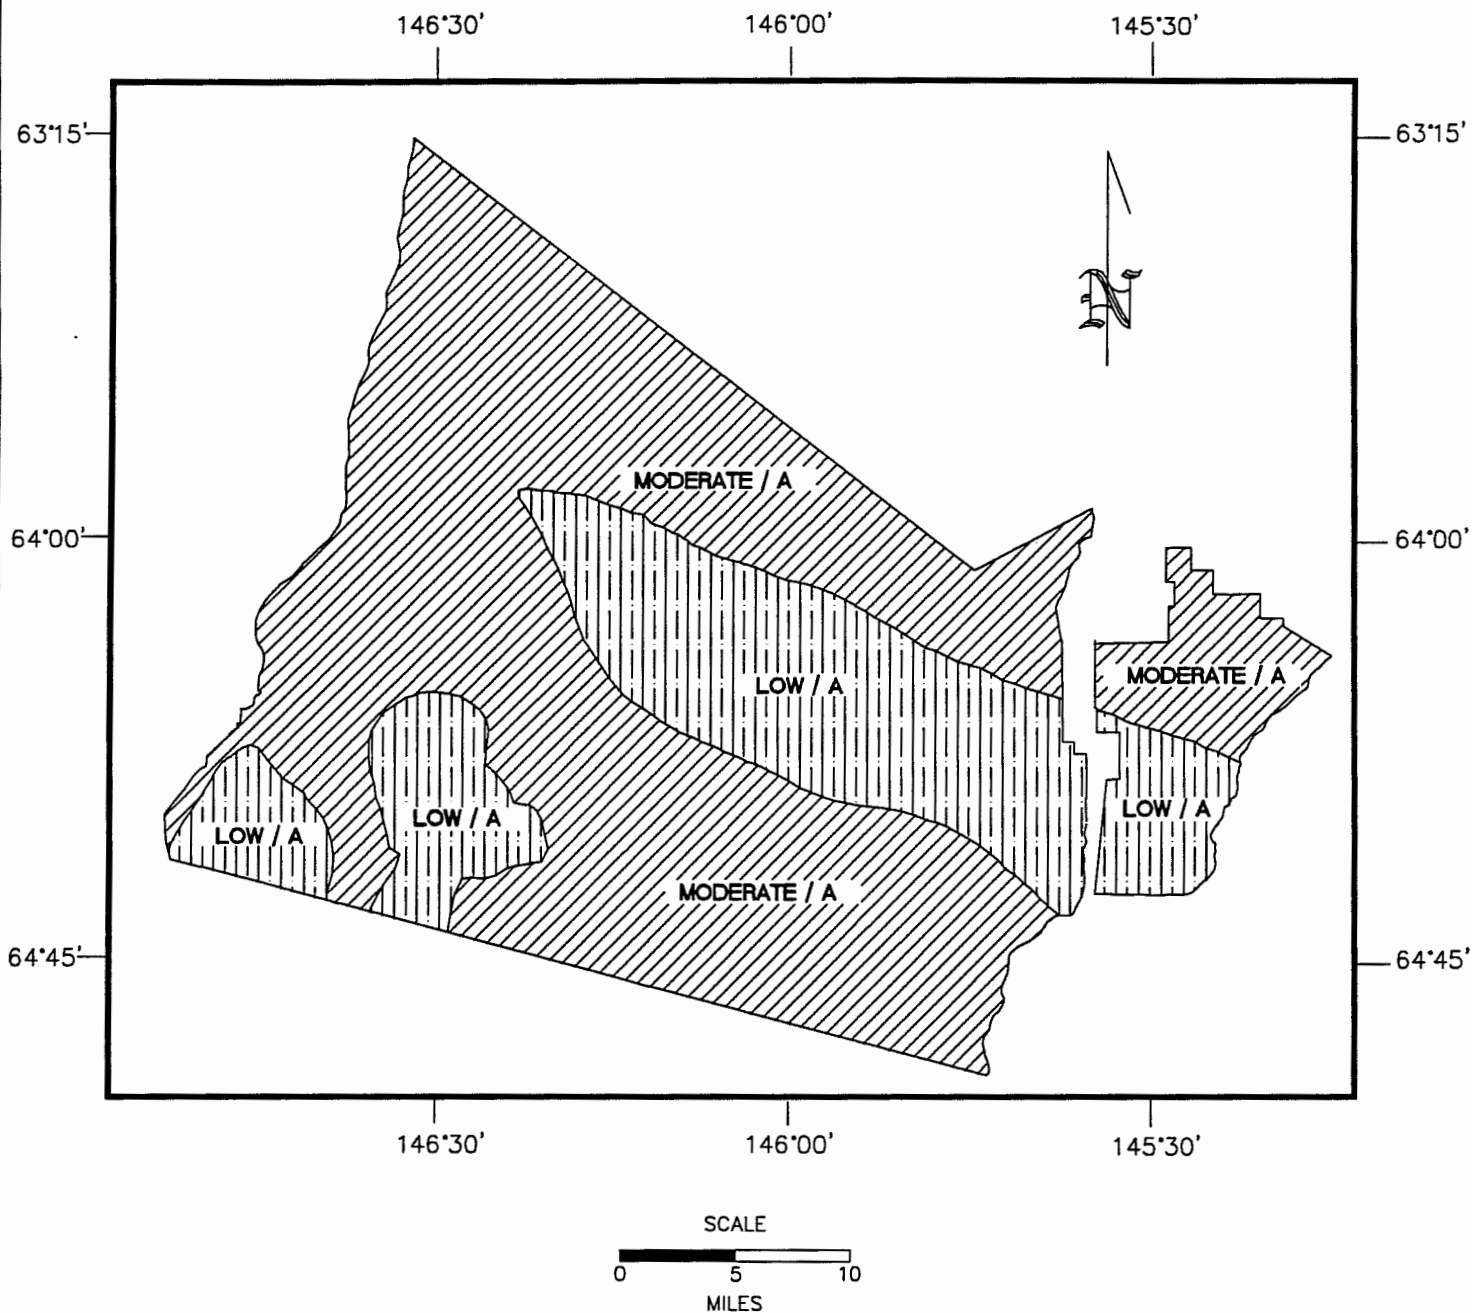 146°30' 146°00' 145°30'
63°15' 63°15'
N
MODERATE / A
64°00' 64°00'
MODERATE / A
LOW / A
LOW / A
LOW / A
LOW / A
MODERATE / A
64°45' 64°45'
146°30' 146°00' 145°30'
SCALE
0 5 10
MILES